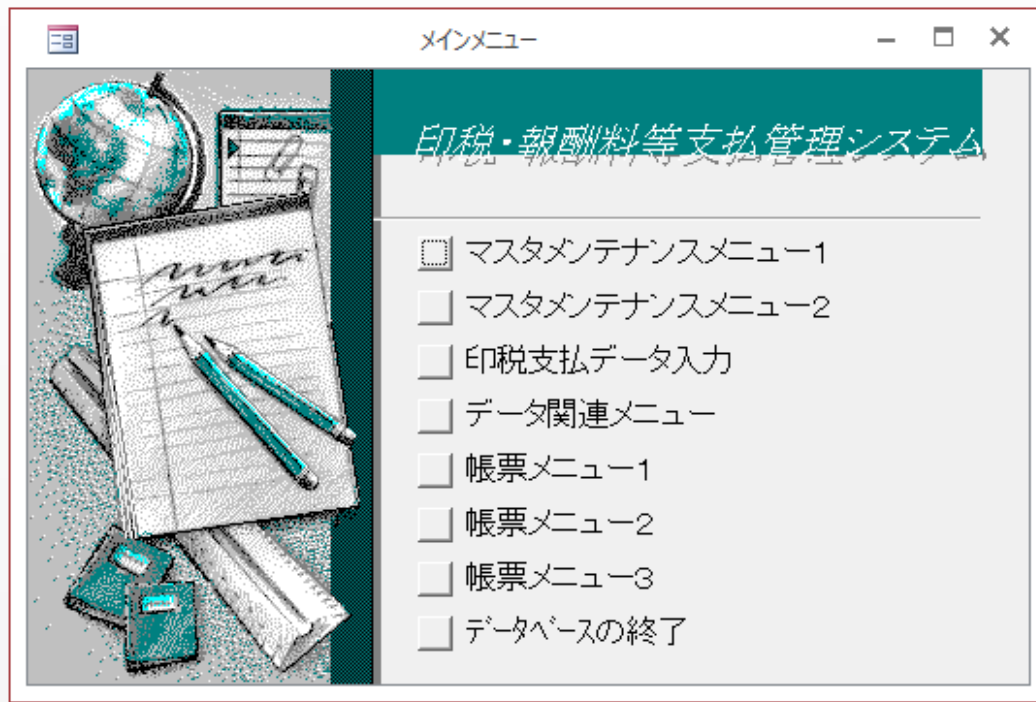 メインメニュー
印税・報酬料等支払管理システム
マスタメンテナンスメニュー1
マスタメンテナンスメニュー2
印税支払データ入力
データ関連メニュー
帳票メニュー1
帳票メニュー2
帳票メニュー3
ﾃﾞｰﾀﾍﾞｰｽの終了